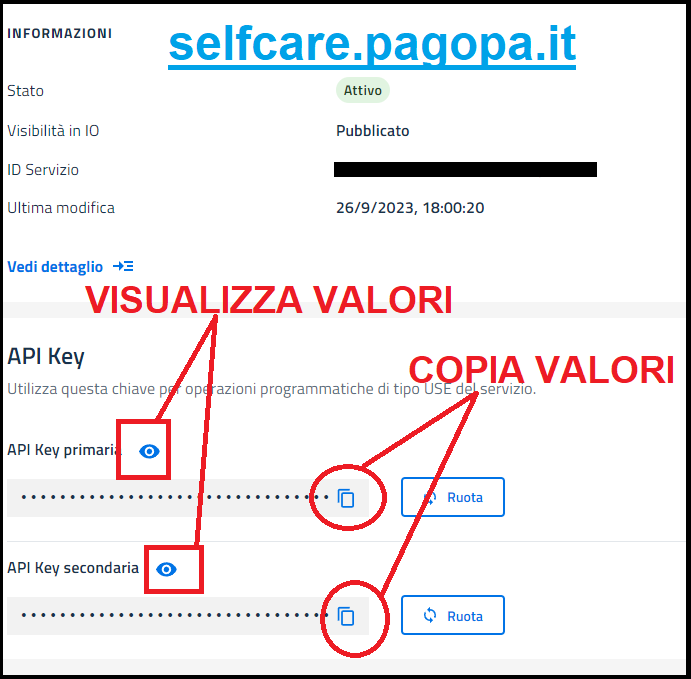 INFORMAZIONI
selfcare.pagopa.it
Stato Attivo
Visibilità in IO Pubblicato
ID Servizio
Ultima modifica 26/9/2023, 18:00:20
Vedi dettaglio
VISUALIZZA VALORI
API Key
COPIA VALORI
Utilizza questa chiave per operazioni programmatiche di tipo USE del servizio.
API Key primaria
Ruota
API Key secondaria
Ruota